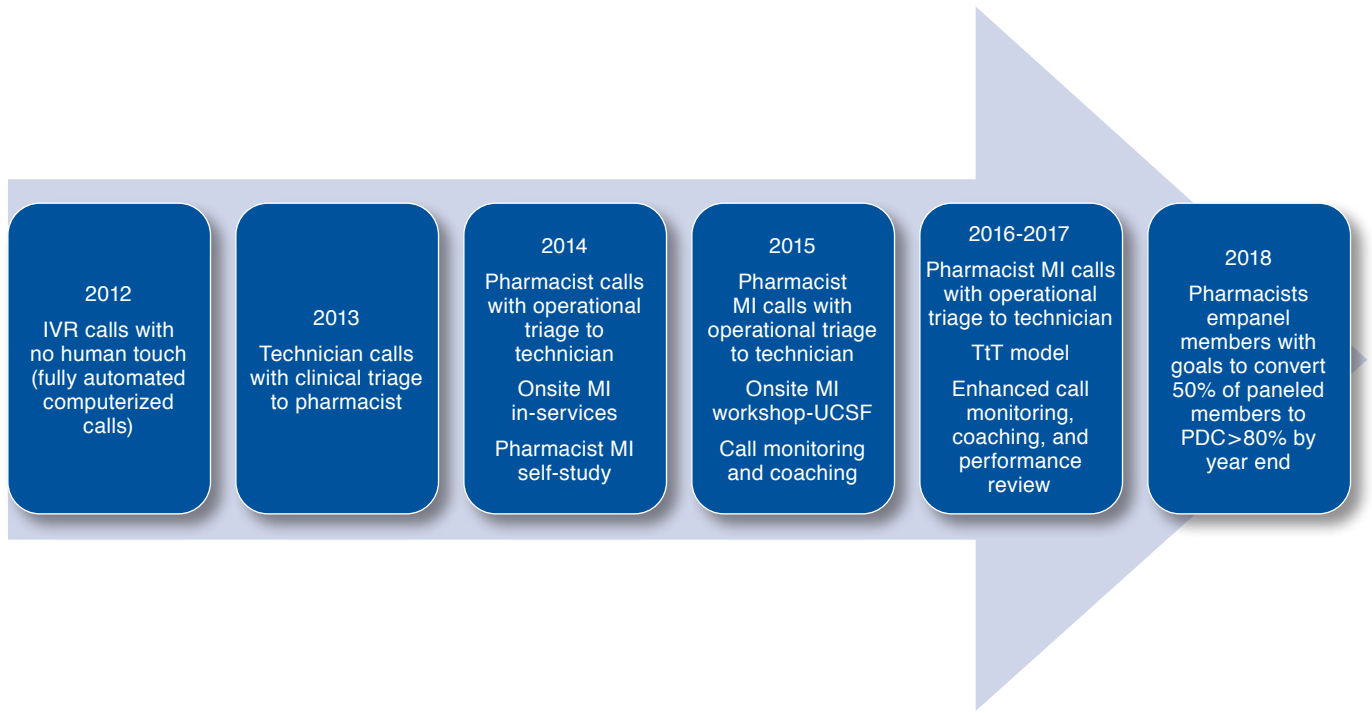 2012
IVR calls with
no human touch
(fully automated
computerized
calls)
2013
Technician calls
with clinical triage
to pharmacist
2014
Pharmacist calls
with operational
triage to
technician
Onsite MI
in-services
Pharmacist MI
self-study
2015
Pharmacist
MI calls with
operational triage
to technician
Onsite MI
workshop-UCSF
Call monitoring
and coaching
2016-2017
Pharmacist MI calls
with operational
triage to technician
TtT model
Enhanced call
monitoring,
coaching, and
performance
review
2018
Pharmacists
empanel
members with
goals to convert
50% of paneled
members to
PDC>80% by
year end